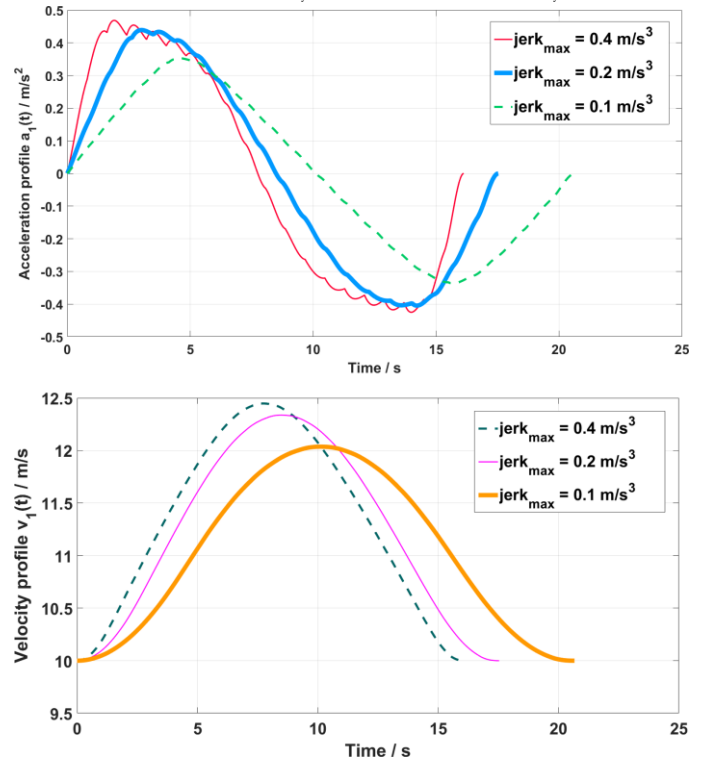 0.5
0.4
0.3
0.2
0.1
0
-0.1
-0.2
-0.3
-0.4
-0.5
Acceleration profile a1(t) / m/s2
jerkmax = 0.4 m/s3
jerkmax = 0.2 m/s3
jerkmax = 0.1 m/s3
0 5 10 15 20 25
Time / s
12.5
12
11.5
11
10.5
10
9.5
Velocity profile v1(t) / m/s
jerkmax = 0.4 m/s3
jerkmax = 0.2 m/s3
jerkmax = 0.1 m/s3
0 5 10 15 20 25
Time / s